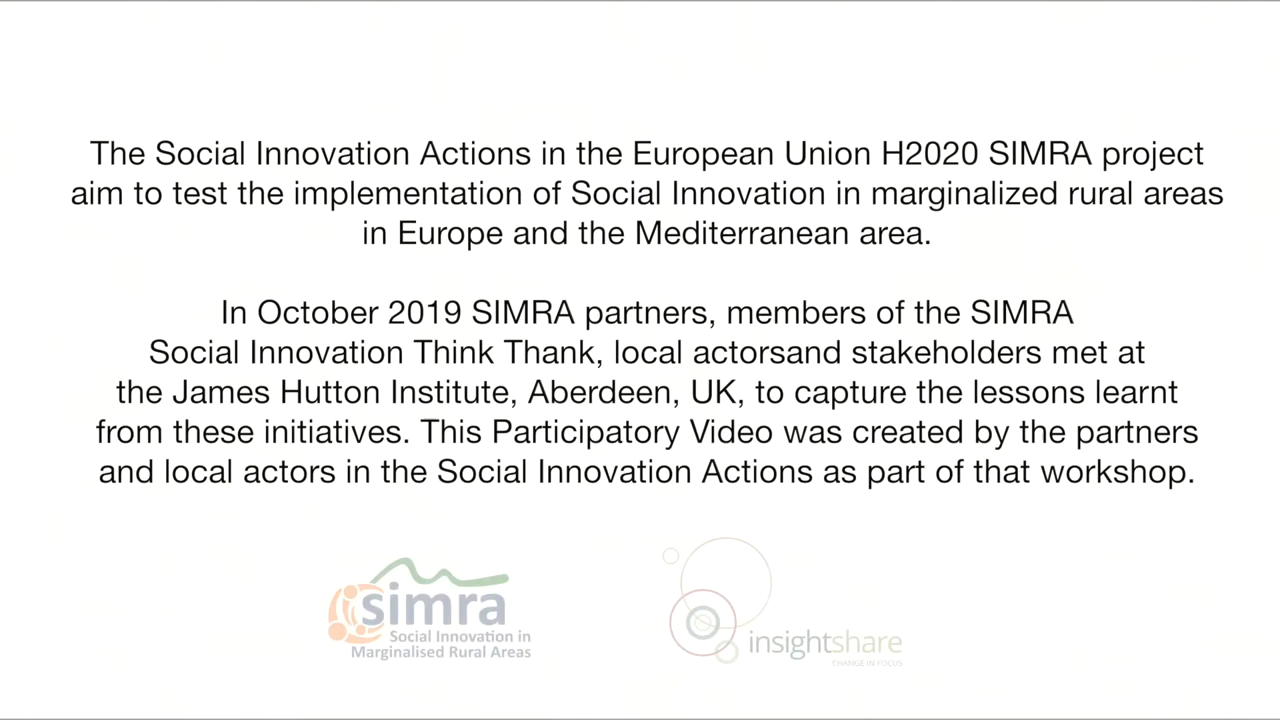 The Social Innovation Actions in the European Union H2020 SIMRA project
aim to test the implementation of Social Innovation in marginalized rural areas
in Europe and the Mediterranean area.
In October 2019 SIMRA partners, members of the SIMRA
Social Innovation Think Thank, local actorsand stakeholders met at
the James Hutton Institute, Aberdeen, UK, to capture the lessons learnt
from these initiatives. This Participatory Video was created by the partners
and local actors in the Social Innovation Actions as part of that workshop.
simra
Social Innovation in
Marginalised Rural Areas
insightshare
CHANGE IN FOCUS